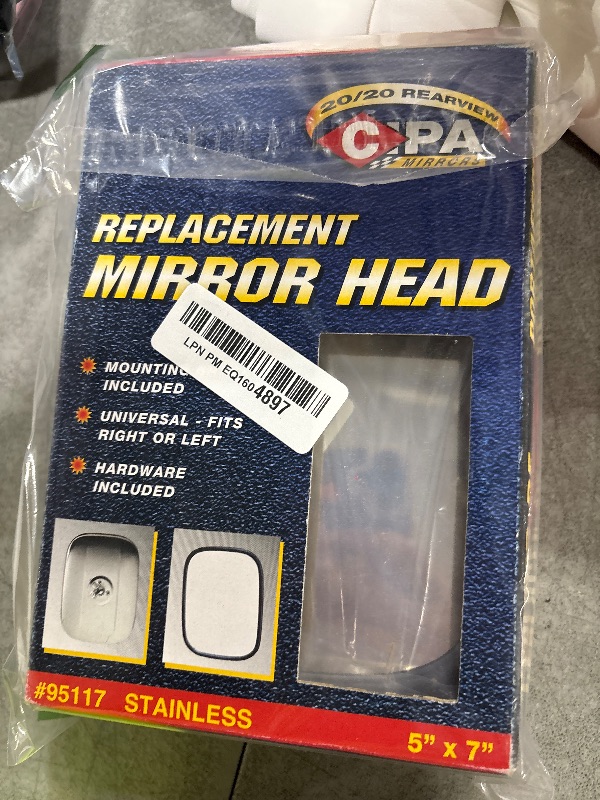 20/20 REARVIEW
CIPA
MIRRORS
REPLACEMENT
MIRROR HEAD
LPN PM EQ1604897
MOUNTING
INCLUDED
UNIVERSAL - FITS
RIGHT OR LEFT
HARDWARE
INCLUDED
#95117 STAINLESS
5" x 7"